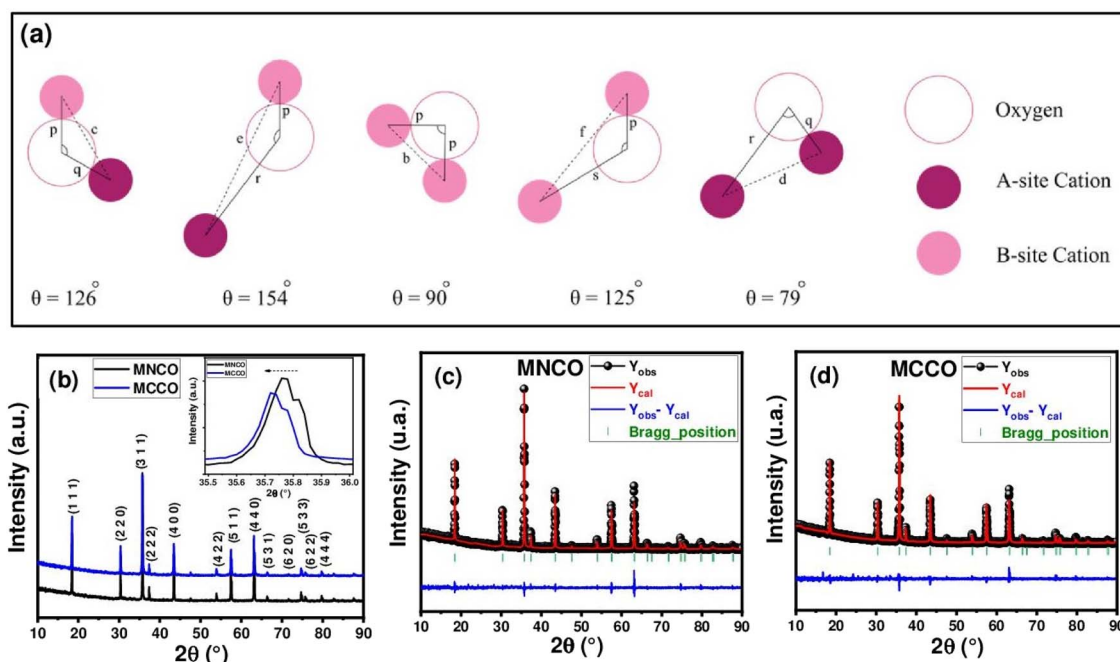 (a)
p
c
q
p
e
r
p
p
b
p
f
s
r
q
d
Oxygen
A-site Cation
B-site Cation
θ = 126°
θ = 154°
θ = 90°
θ = 125°
θ = 79°
(b)
MNCO
MCCO
MNCO
MCCO
Intensity (a.u.)
35.5 35.6 35.7 35.8 35.9 36.0
2θ (°)
Intensity (a.u.)
(1 1 1)
(2 2 0)
(3 1 1)
(2 2 2)
(4 0 0)
(4 2 2)
(5 1 1)
(4 4 0)
(5 3 1)
(6 2 0)
(5 3 3)
(6 2 2)
(4 4 4)
10 20 30 40 50 60 70 80 90
2θ (°)
(c)
MNCO
Yobs
Ycal
Yobs- Ycal
Bragg_position
Intensity (u.a.)
10 20 30 40 50 60 70 80 90
2θ (°)
(d)
MCCO
Yobs
Ycal
Yobs- Ycal
Bragg_position
Intensity (u.a.)
10 20 30 40 50 60 70 80 90
2θ (°)